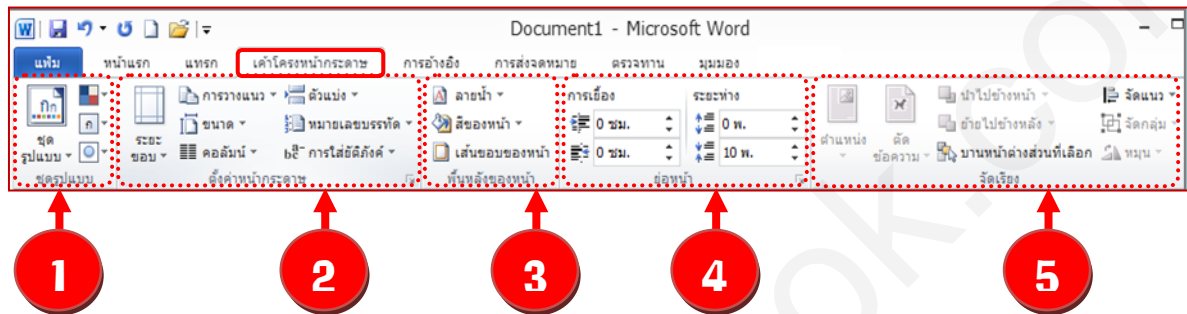 Document1 - Microsoft Word
แฟ้ม หน้าแรก แทรก เค้าโครงหน้ากระดาษ การอ้างอิง การส่งจดหมาย ตรวจทาน มุมมอง
ชุดรูปแบบ
ก
ระยะขอบ
การวางแนว
ขนาด
คอลัมน์
ตัวแบ่ง
หมายเลขบรรทัด
การใส่ยัติภังค์
ลายน้ำ
สีของหน้า
เส้นขอบของหน้า
การเยื้อง
0 ซม.
0 ซม.
ระยะห่าง
0 พ.
10 พ.
ตำแหน่ง
ตัดข้อความ
นำไปข้างหน้า
ย้ายไปข้างหลัง
บานหน้าต่างส่วนที่เลือก
จัดแนว
จัดกลุ่ม
หมุน
ชุดรูปแบบ ตั้งค่าหน้ากระดาษ พื้นหลังของหน้า ย่อหน้า จัดเรียง
1 2 3 4 5